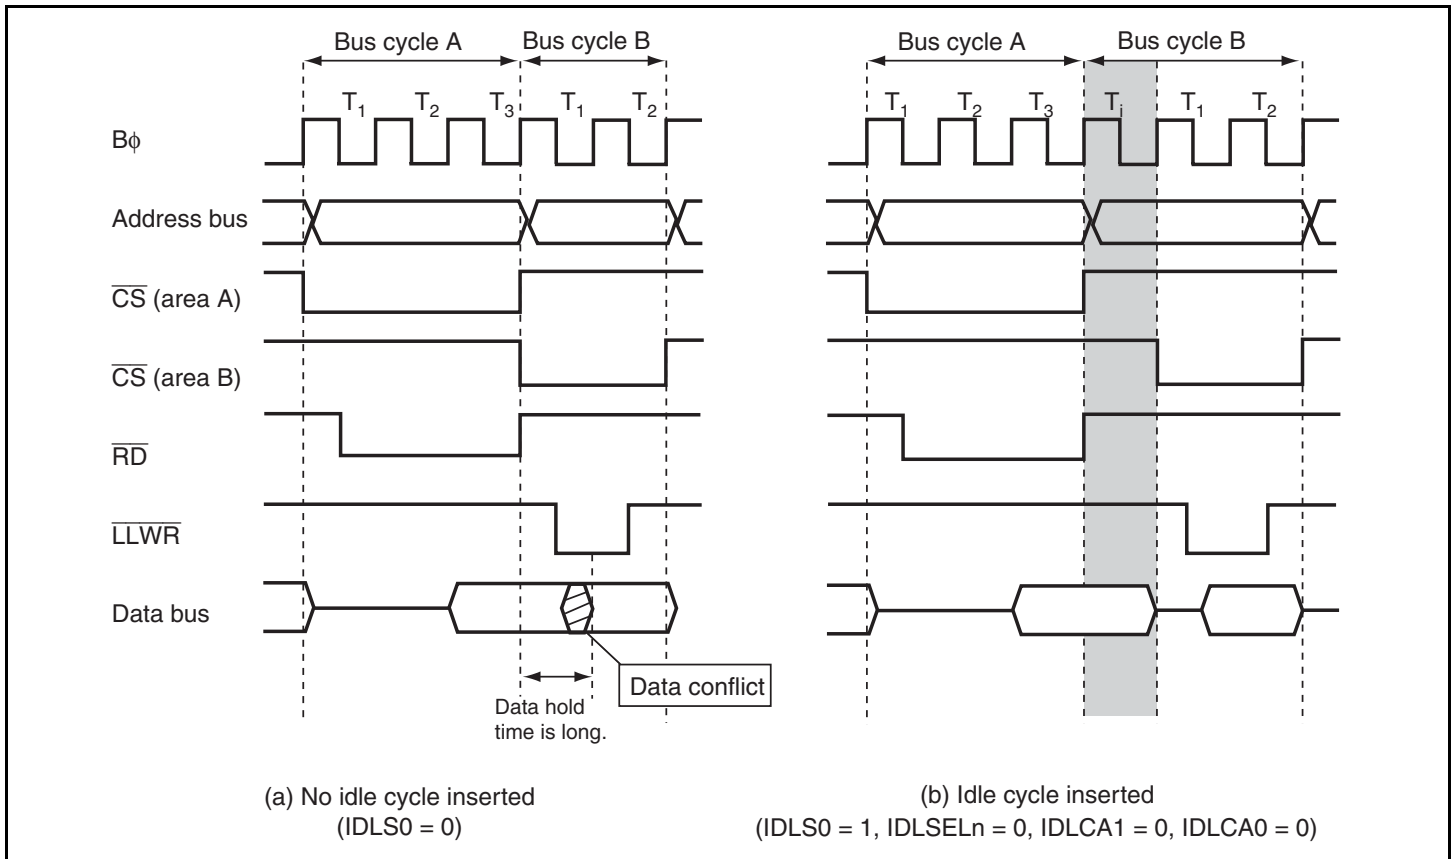 Bus cycle A Bus cycle B Bus cycle A Bus cycle B
T1 T2 T3 T1 T2 T1 T2 T3 Ti T1 T2
Bϕ
Address bus
CS (area A)
CS (area B)
RD
LLWR
Data bus
Data conflict
Data hold
time is long.
(a) No idle cycle inserted
(IDLS0 = 0)
(b) Idle cycle inserted
(IDLS0 = 1, IDLSELn = 0, IDLCA1 = 0, IDLCA0 = 0)